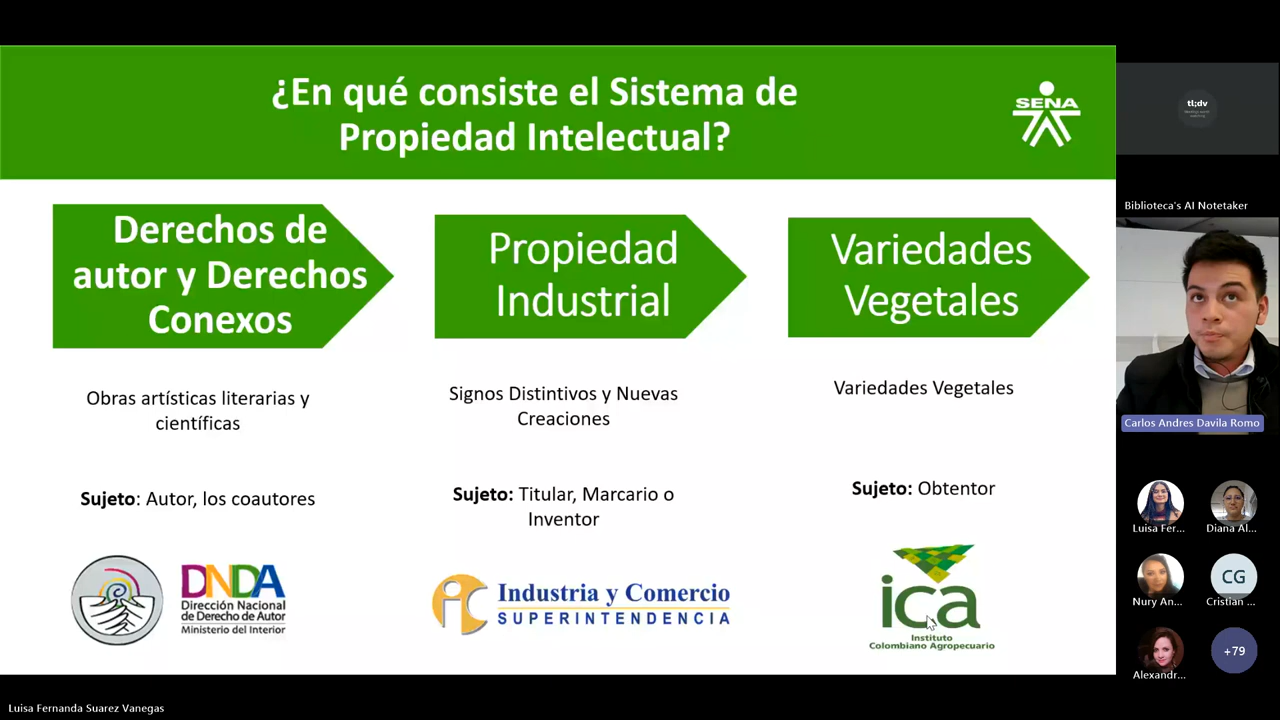 ¿En qué consiste el Sistema de
Propiedad Intelectual?
SENA
Derechos de
autor y Derechos
Conexos
Propiedad
Industrial
Variedades
Vegetales
Obras artísticas literarias y
científicas
Signos Distintivos y Nuevas
Creaciones
Variedades Vegetales
Sujeto: Autor, los coautores
Sujeto: Titular, Marcario o
Inventor
Sujeto: Obtentor
DNDA
Dirección Nacional
de Derecho de Autor
Ministerio del Interior
Industria y Comercio
SUPERINTENDENCIA
ica
Instituto
Colombiano Agropecuario
tl;dv
Biblioteca's AI Notetaker
Carlos Andres Davila Romo
Luisa Fer...
Diana Al...
Nury An...
CG
Cristian ...
Alexandr...
+79
Luisa Fernanda Suarez Vanegas